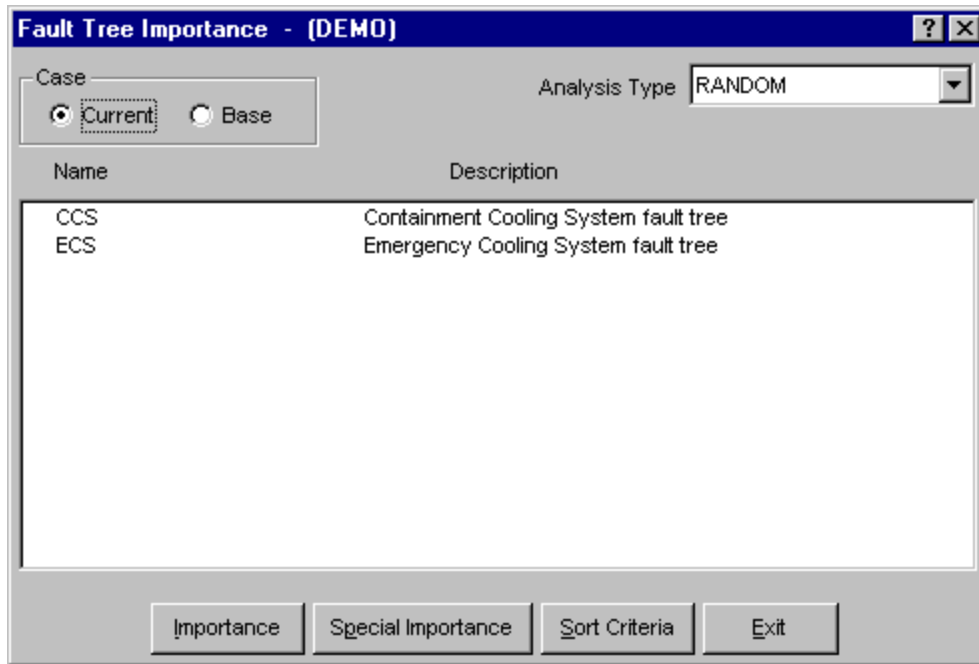 Fault Tree Importance - (DEMO)
Case
Current Base
Analysis Type RANDOM
Name Description
CCS Containment Cooling System fault tree
ECS Emergency Cooling System fault tree
Importance Special Importance Sort Criteria Exit